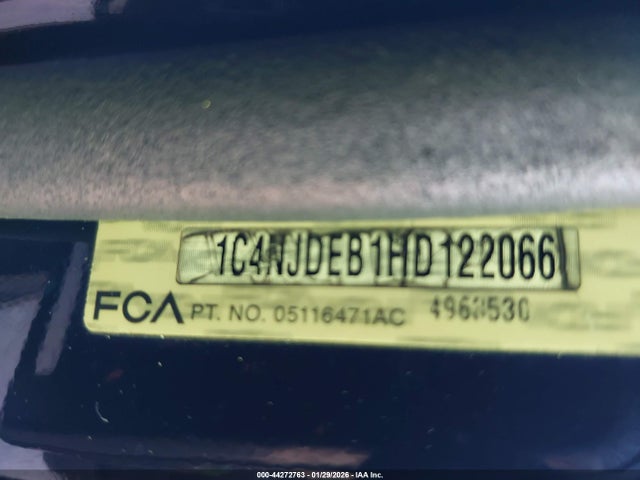 1C4NJDEB1HD122066
FCA PT. NO. 05116471AC
000-44272763 - 01/29/2026 - IAA Inc.